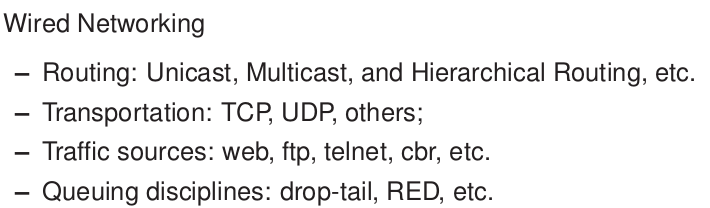 Wired Networking
– Routing: Unicast, Multicast, and Hierarchical Routing, etc.
– Transportation: TCP, UDP, others;
– Traffic sources: web, ftp, telnet, cbr, etc.
– Queuing disciplines: drop-tail, RED, etc.